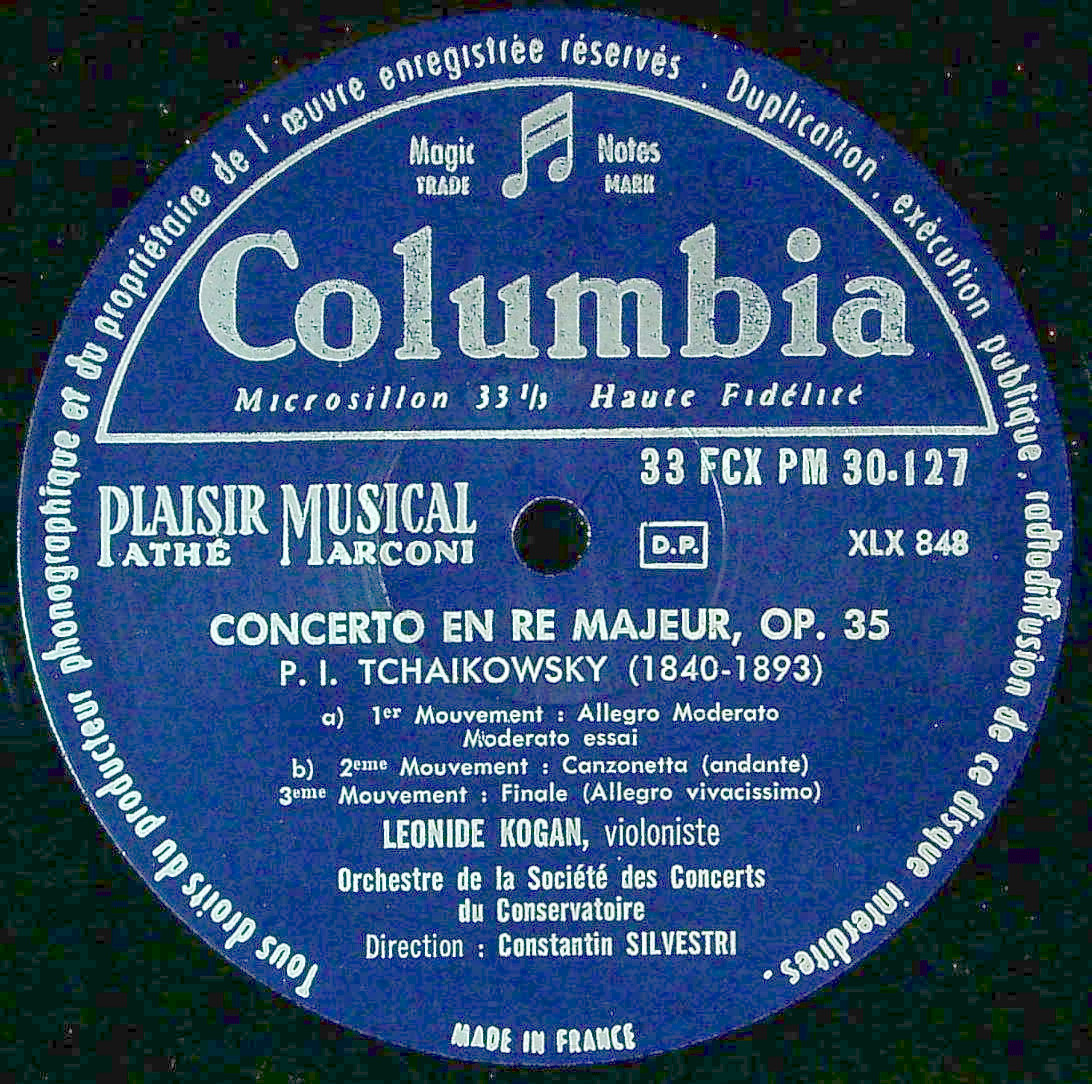 Tous droits du producteur phonographique et du propriétaire de l'œuvre enregistrée réservés. Duplication. exécution publique. radiodiffusion de ce disque interdites.
Magic Notes
TRADE MARK
Columbia
Microsillon 33 1/3 Haute Fidélité
33 FCX PM 30.127
PLAISIR MUSICAL
PATHÉ MARCONI
D.P.
XLX 848
CONCERTO EN RE MAJEUR, OP. 35
P. I. TCHAIKOWSKY (1840-1893)
a) 1er Mouvement : Allegro Moderato
Moderato essai
b) 2eme Mouvement : Canzonetta (andante)
3eme Mouvement : Finale (Allegro vivacissimo)
LEONIDE KOGAN, violoniste
Orchestre de la Société des Concerts
du Conservatoire
Direction : Constantin SILVESTRI
MADE IN FRANCE